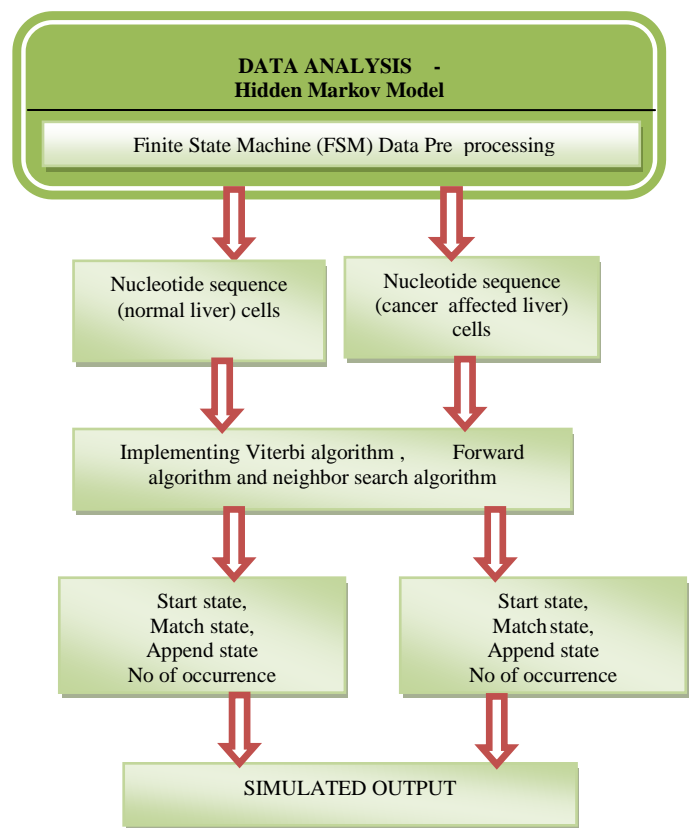 DATA ANALYSIS -
Hidden Markov Model
Finite State Machine (FSM) Data Pre processing
Nucleotide sequence
(normal liver) cells
Nucleotide sequence
(cancer affected liver)
cells
Implementing Viterbi algorithm , Forward
algorithm and neighbor search algorithm
Start state,
Match state,
Append state
No of occurrence
Start state,
Match state,
Append state
No of occurrence
SIMULATED OUTPUT